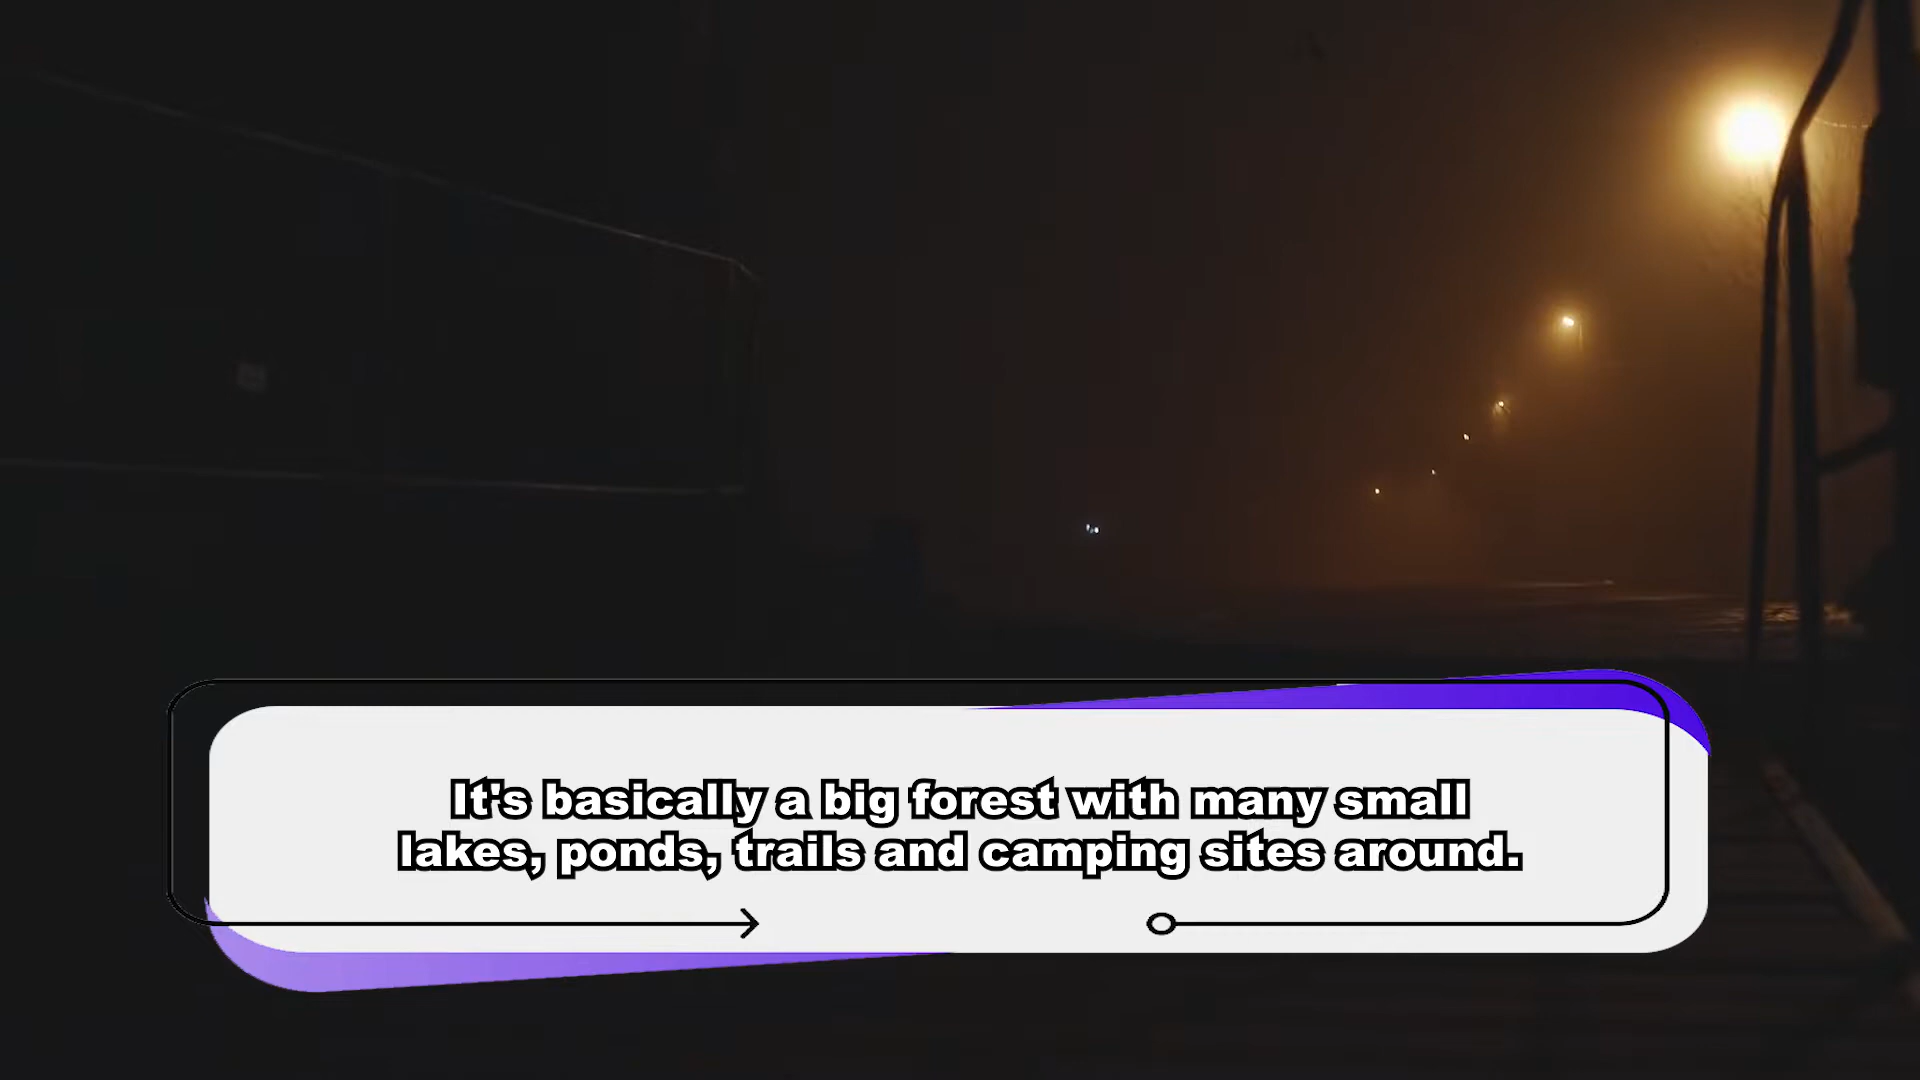 It's basically a big forest with many small
lakes, ponds, trails and camping sites around.